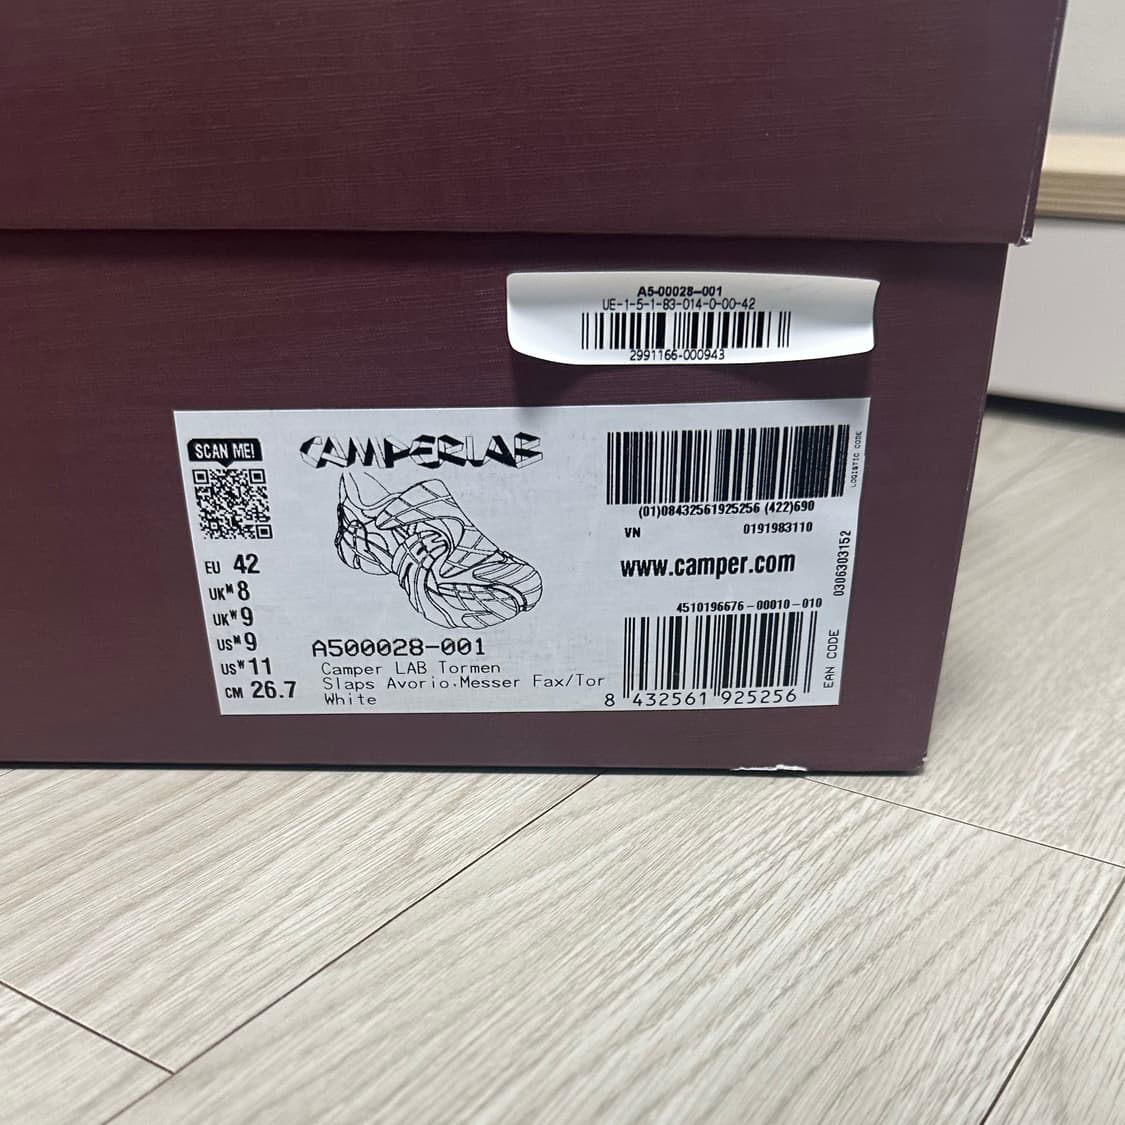 A5-00028-001
UE-1-5-1-83-014-0-00-42
2991166-000943
SCAN ME!
CAMPERLAB
EU 42
UK M 8
UK W 9
US M 9
US W 11
CM 26.7
A500028-001
Camper LAB Tormen
Slaps Avorio.Messer Fax/Tor
White
(01)08432561925256 (422)690
VN 0191983110
www.camper.com
4510196676-00010-010
8 432561 925256
LOGISTIC CODE
0306303152
EAN CODE